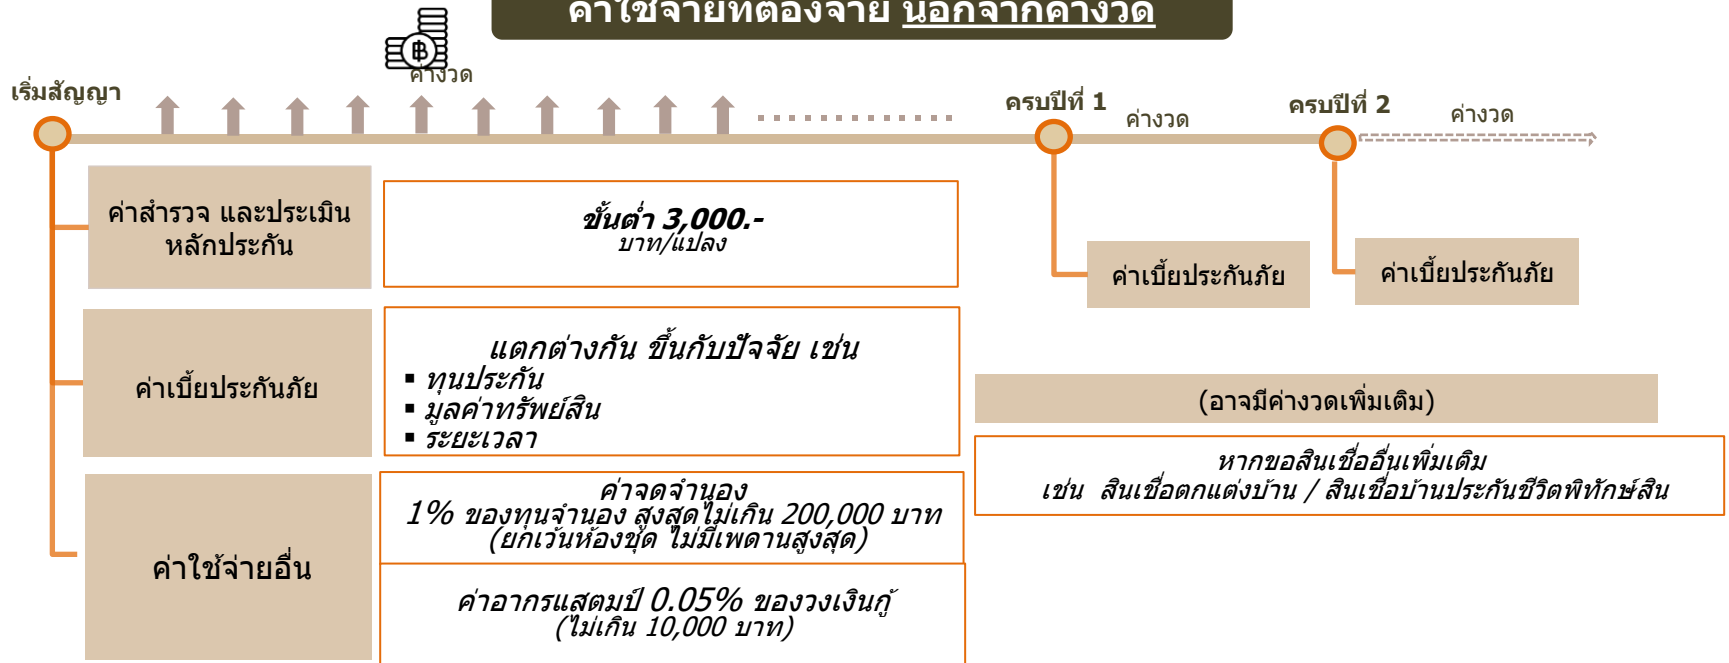 ค่าใช้จ่ายที่ต้องจ่าย นอกจากค่างวด
ค่างวด
เริ่มสัญญา
ครบปีที่ 1
ค่างวด
ครบปีที่ 2
ค่างวด
ค่าสำรวจ และประเมิน
หลักประกัน
ขั้นต่ำ 3,000.-
บาท/แปลง
ค่าเบี้ยประกันภัย
ค่าเบี้ยประกันภัย
ค่าเบี้ยประกันภัย
แตกต่างกัน ขึ้นกับปัจจัย เช่น
▪ ทุนประกัน
▪ มูลค่าทรัพย์สิน
▪ ระยะเวลา
(อาจมีค่างวดเพิ่มเติม)
หากขอสินเชื่ออื่นเพิ่มเติม
เช่น สินเชื่อตกแต่งบ้าน / สินเชื่อบ้านประกันชีวิตพิทักษ์สิน
ค่าใช้จ่ายอื่น
ค่าจดจำนอง
1% ของทุนจำนอง สูงสุดไม่เกิน 200,000 บาท
(ยกเว้นห้องชุด ไม่มีเพดานสูงสุด)
ค่าอากรแสตมป์ 0.05% ของวงเงินกู้
(ไม่เกิน 10,000 บาท)